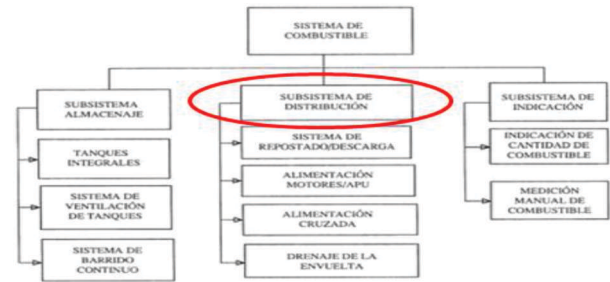 SISTEMA DE
COMBUSTIBLE
SUBSISTEMA
ALMACENAJE
TANQUES
INTEGRALES
SISTEMA DE
VENTILACIÓN
DE TANQUES
SISTEMA DE
BARRIDO
CONTINUO
SUBSISTEMA DE
DISTRIBUCIÓN
SISTEMA DE
REPOSTADO/DESCARGA
ALIMENTACIÓN
MOTORES/APU
ALIMENTACIÓN
CRUZADA
DRENAJE DE LA
ENVUELTA
SUBSISTEMA DE
INDICACIÓN
INDICACIÓN DE
CANTIDAD DE
COMBUSTIBLE
MEDICIÓN
MANUAL DE
COMBUSTIBLE